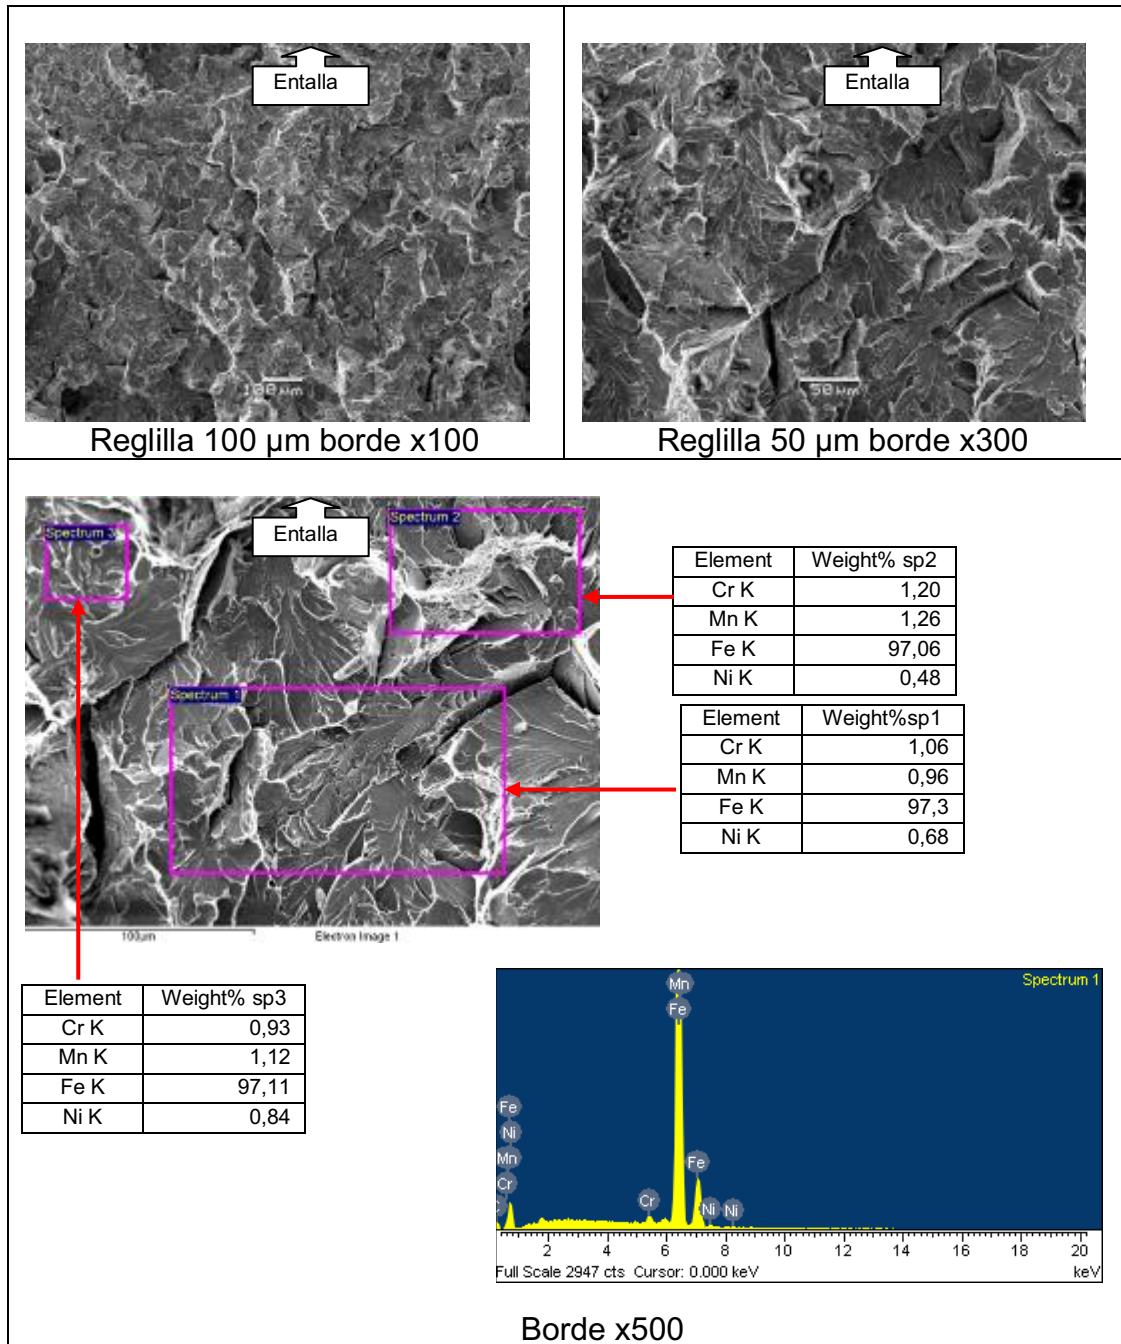 Entalla
Entalla
100 µm
50 µm
Reglilla 100 µm borde x100
Reglilla 50 µm borde x300
Entalla
Spectrum 3
Spectrum 2
Spectrum 1
100µm
Electron Image 1
Element Weight% sp2
Cr K 1,20
Mn K 1,26
Fe K 97,06
Ni K 0,48
Element Weight%sp1
Cr K 1,06
Mn K 0,96
Fe K 97,3
Ni K 0,68
Element Weight% sp3
Cr K 0,93
Mn K 1,12
Fe K 97,11
Ni K 0,84
Spectrum 1
Mn
Fe
Fe
Ni
Mn
Cr
Cr
Fe
Ni
Ni
2 4 6 8 10 12 14 16 18 20
Full Scale 2947 cts Cursor: 0.000 keV
keV
Borde x500